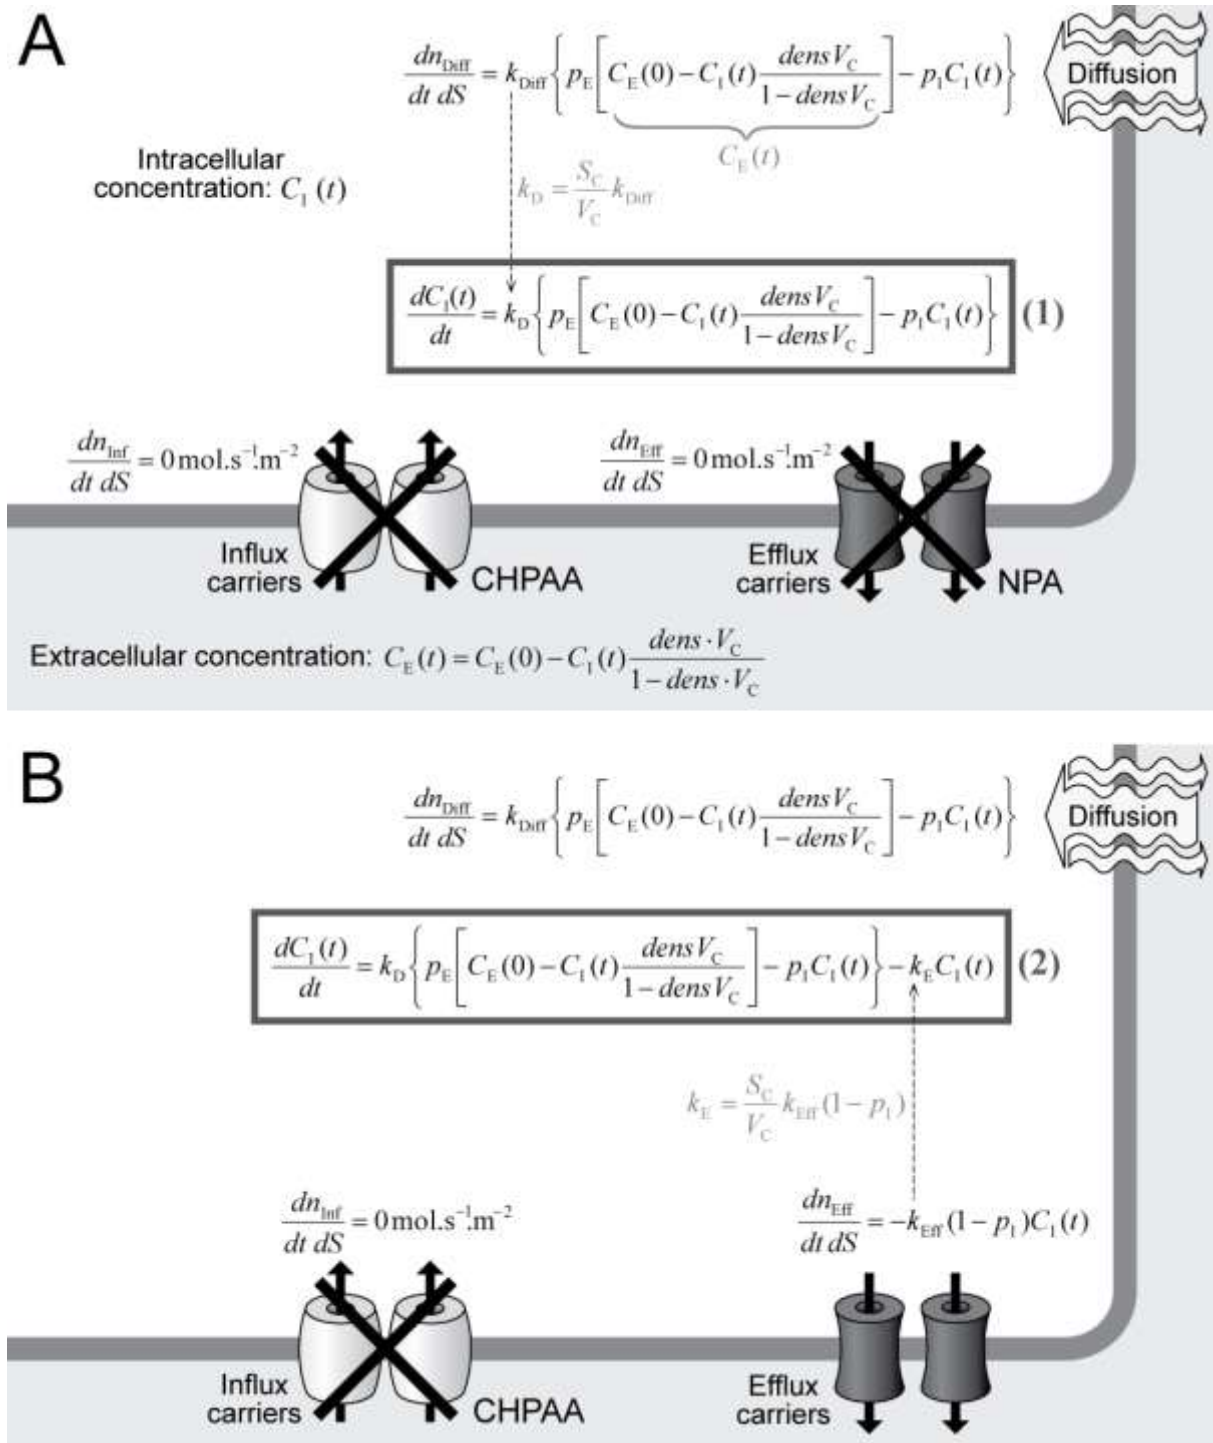 A
dn_Diff/(dt dS) = k_Diff{p_E[C_E(0) − C_I(t) densV_C/(1 − densV_C)] − p_I C_I(t)}
Diffusion
C_E(t)
Intracellular
concentration: C_I (t)
k_D = S_C/V_C k_Diff
dC_I(t)/dt = k_D{p_E[C_E(0) − C_I(t) densV_C/(1 − densV_C)] − p_I C_I(t)} (1)
dn_Inf/(dt dS) = 0 mol.s⁻¹.m⁻²
dn_Eff/(dt dS) = 0 mol.s⁻¹.m⁻²
Influx
carriers
CHPAA
Efflux
carriers
NPA
Extracellular concentration: C_E(t) = C_E(0) − C_I(t) dens·V_C/(1 − dens·V_C)
B
dn_Diff/(dt dS) = k_Diff{p_E[C_E(0) − C_I(t) densV_C/(1 − densV_C)] − p_I C_I(t)}
Diffusion
dC_I(t)/dt = k_D{p_E[C_E(0) − C_I(t) densV_C/(1 − densV_C)] − p_I C_I(t)} − k_E C_I(t) (2)
k_E = S_C/V_C k_Eff(1 − p_I)
dn_Inf/(dt dS) = 0 mol.s⁻¹.m⁻²
dn_Eff/(dt dS) = −k_Eff(1 − p_I)C_I(t)
Influx
carriers
CHPAA
Efflux
carriers